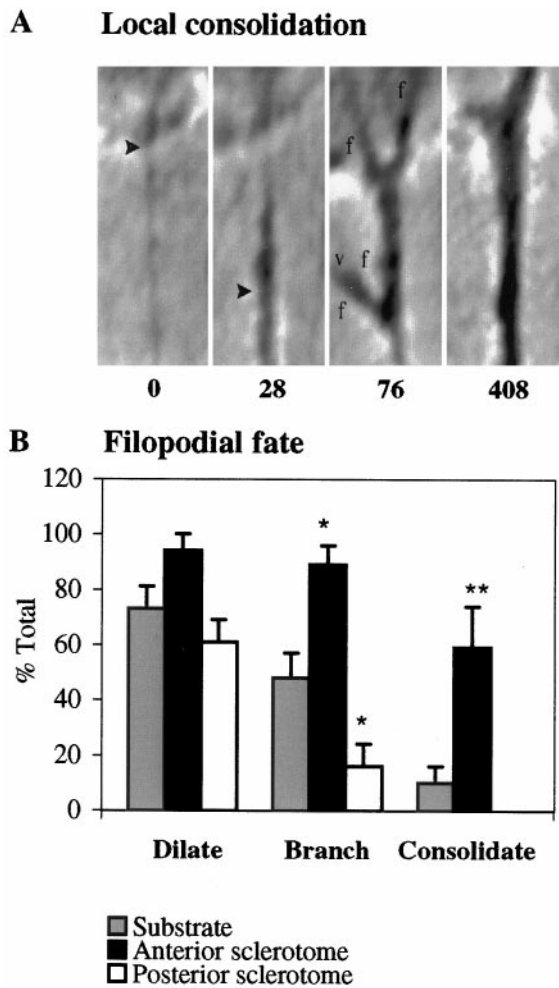 A Local consolidation
f
f
v f
f
0 28 76 408
B Filopodial fate
120
100
80
60
40
20
0
% Total
*
*
**
Dilate Branch Consolidate
Substrate
Anterior sclerotome
Posterior sclerotome